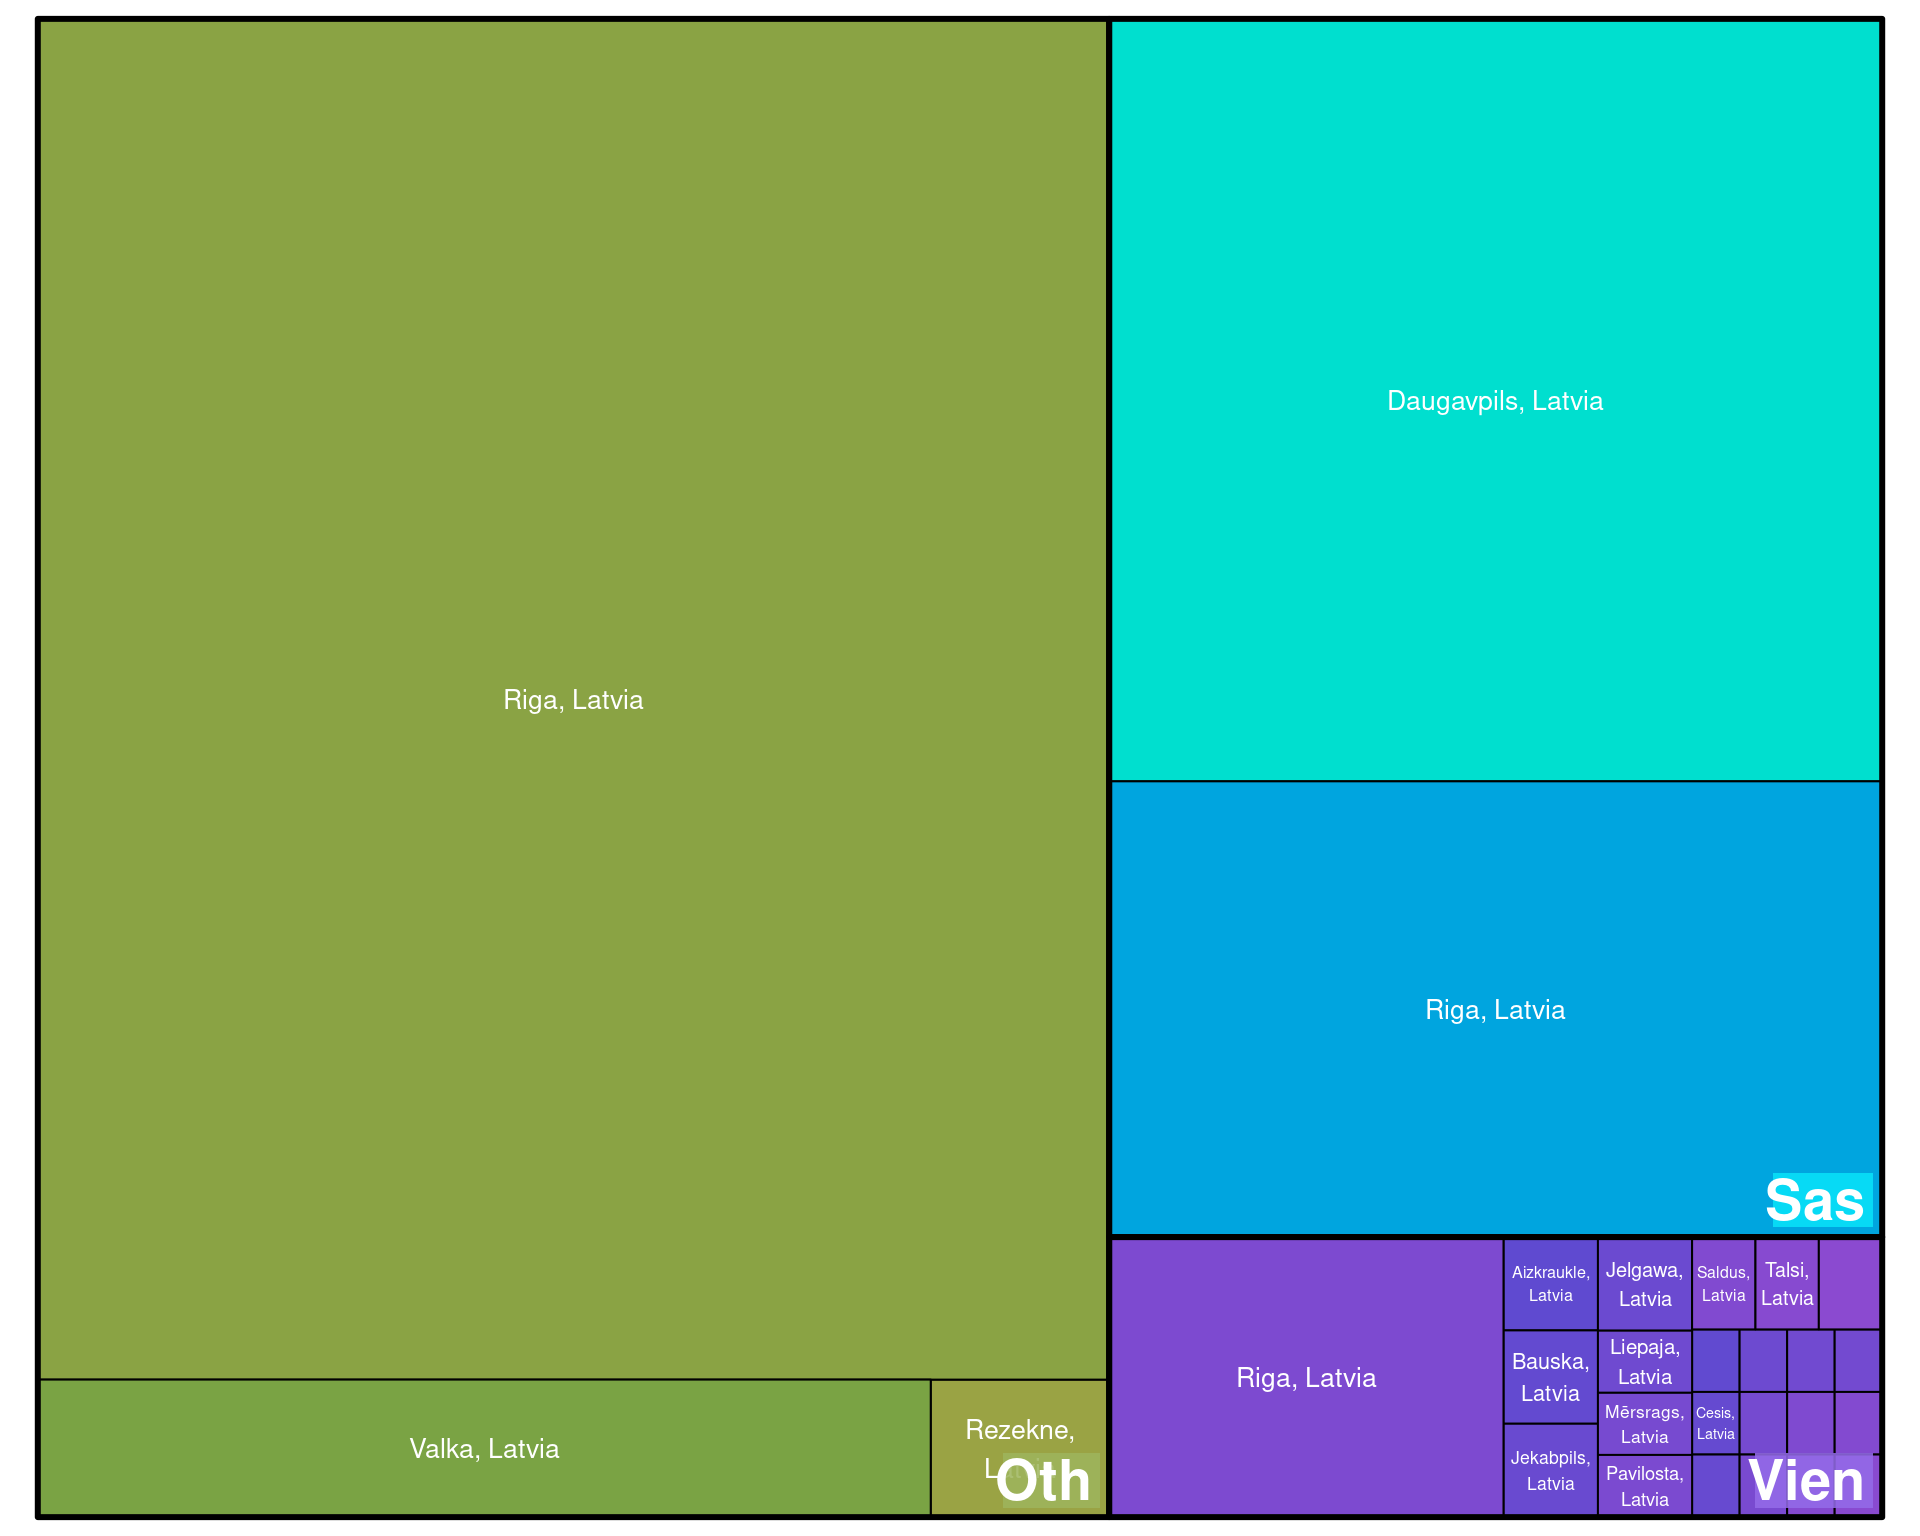 Riga, Latvia
Valka, Latvia
Rezekne,
Oth
Daugavpils, Latvia
Riga, Latvia
Sas
Riga, Latvia
Aizkraukle,
Latvia
Bauska,
Latvia
Jekabpils,
Latvia
Jelgawa,
Latvia
Liepaja,
Latvia
Mērsrags,
Latvia
Pavilosta,
Latvia
Saldus,
Latvia
Talsi,
Latvia
Cesis,
Latvia
Vien